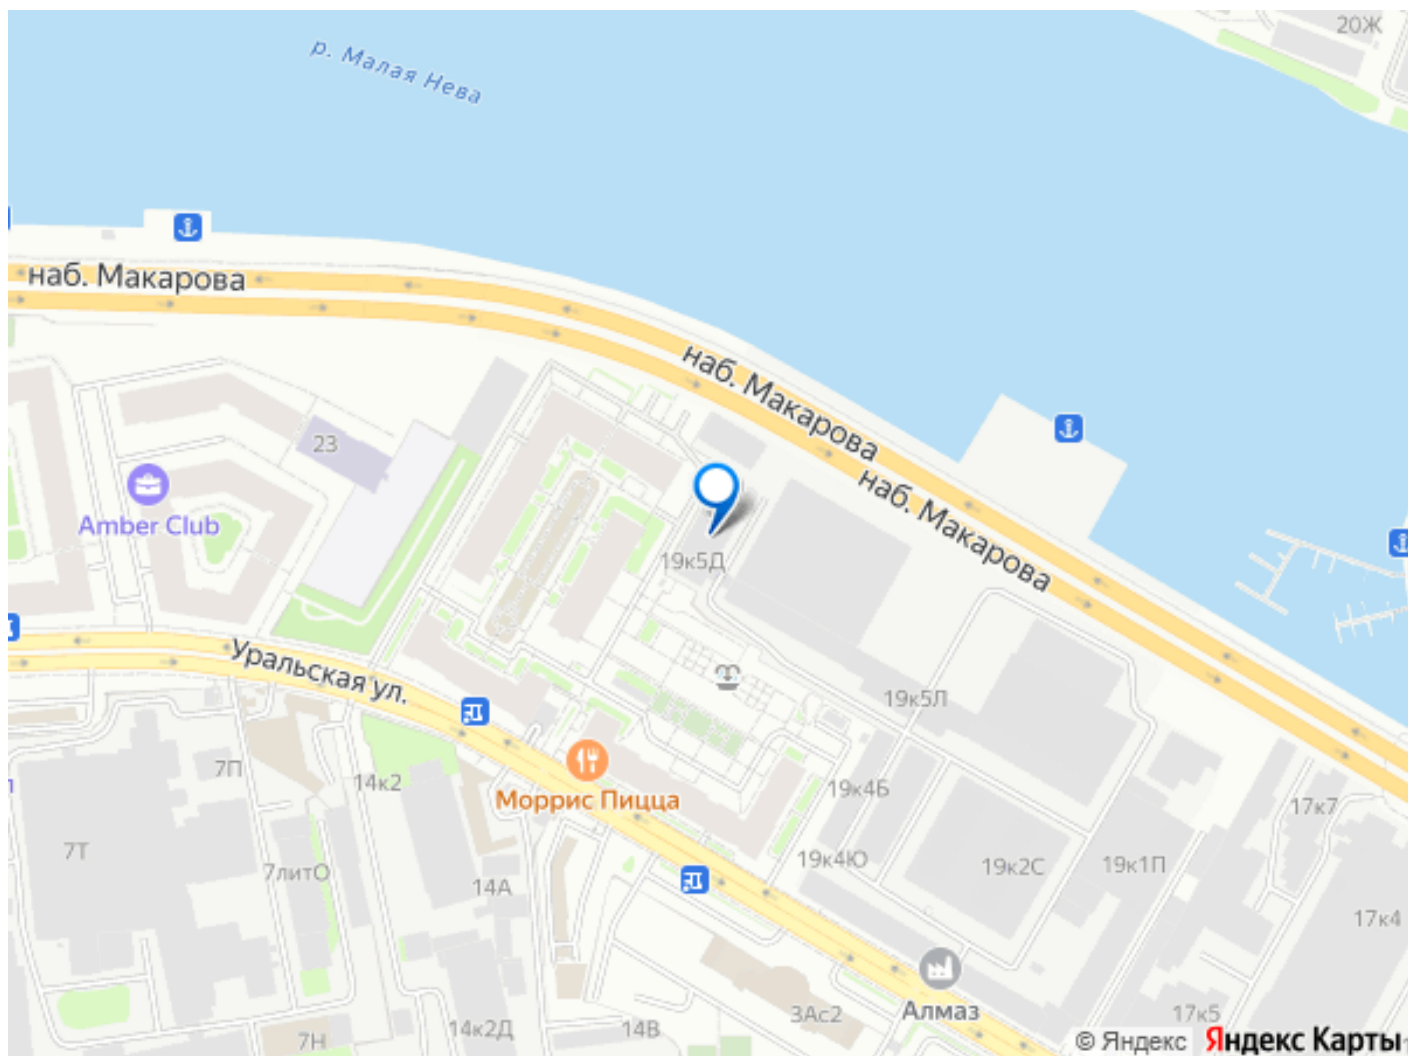 20Ж
р. Малая Нева
наб. Макарова
наб. Макарова
наб. Макарова
23
Amber Club
19к5Д
Уральская ул.
19к5Л
7П
14к2
Моррис Пицца
19к4Б
17к7
7Т
7литО
14А
19к4Ю
19к2С
19к1П
17к4
3Ас2
Алмаз
17к5
7Н
14к2Д
14В
© Яндекс
Яндекс Карты